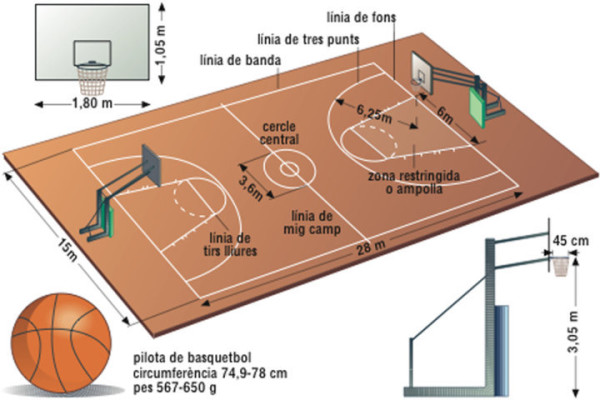 línia de fons
línia de tres punts
línia de banda
1,05 m
1,80 m
6,25m
6m
cercle
central
3,6m
zona restringida
o ampolla
línia de
mig camp
línia de
tirs lliures
28 m
15m
45 cm
3,05 m
pilota de basquetbol
circumferència 74,9-78 cm
pes 567-650 g